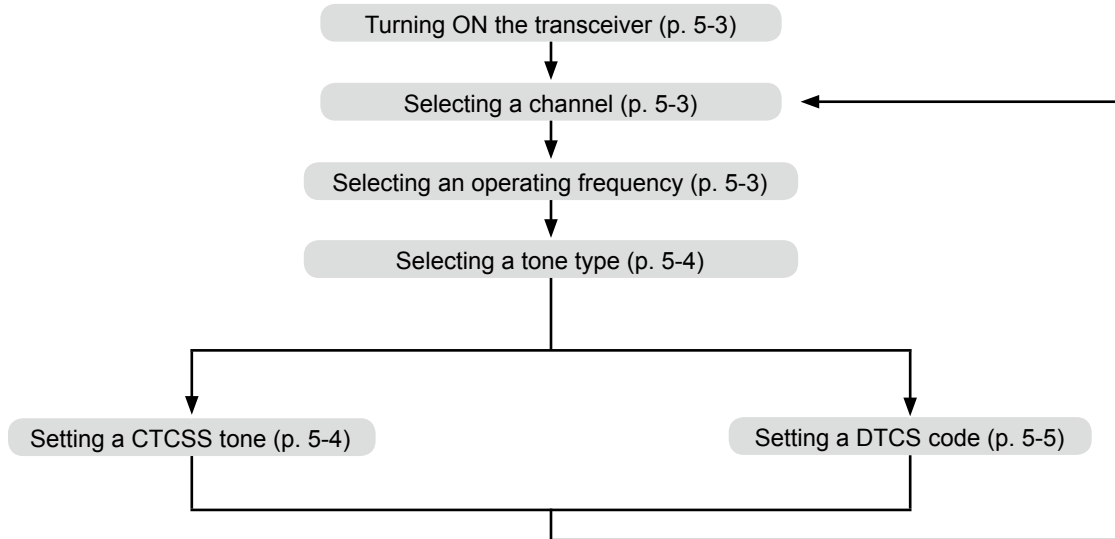 Turning ON the transceiver (p. 5-3)
Selecting a channel (p. 5-3)
Selecting an operating frequency (p. 5-3)
Selecting a tone type (p. 5-4)
Setting a CTCSS tone (p. 5-4)
Setting a DTCS code (p. 5-5)